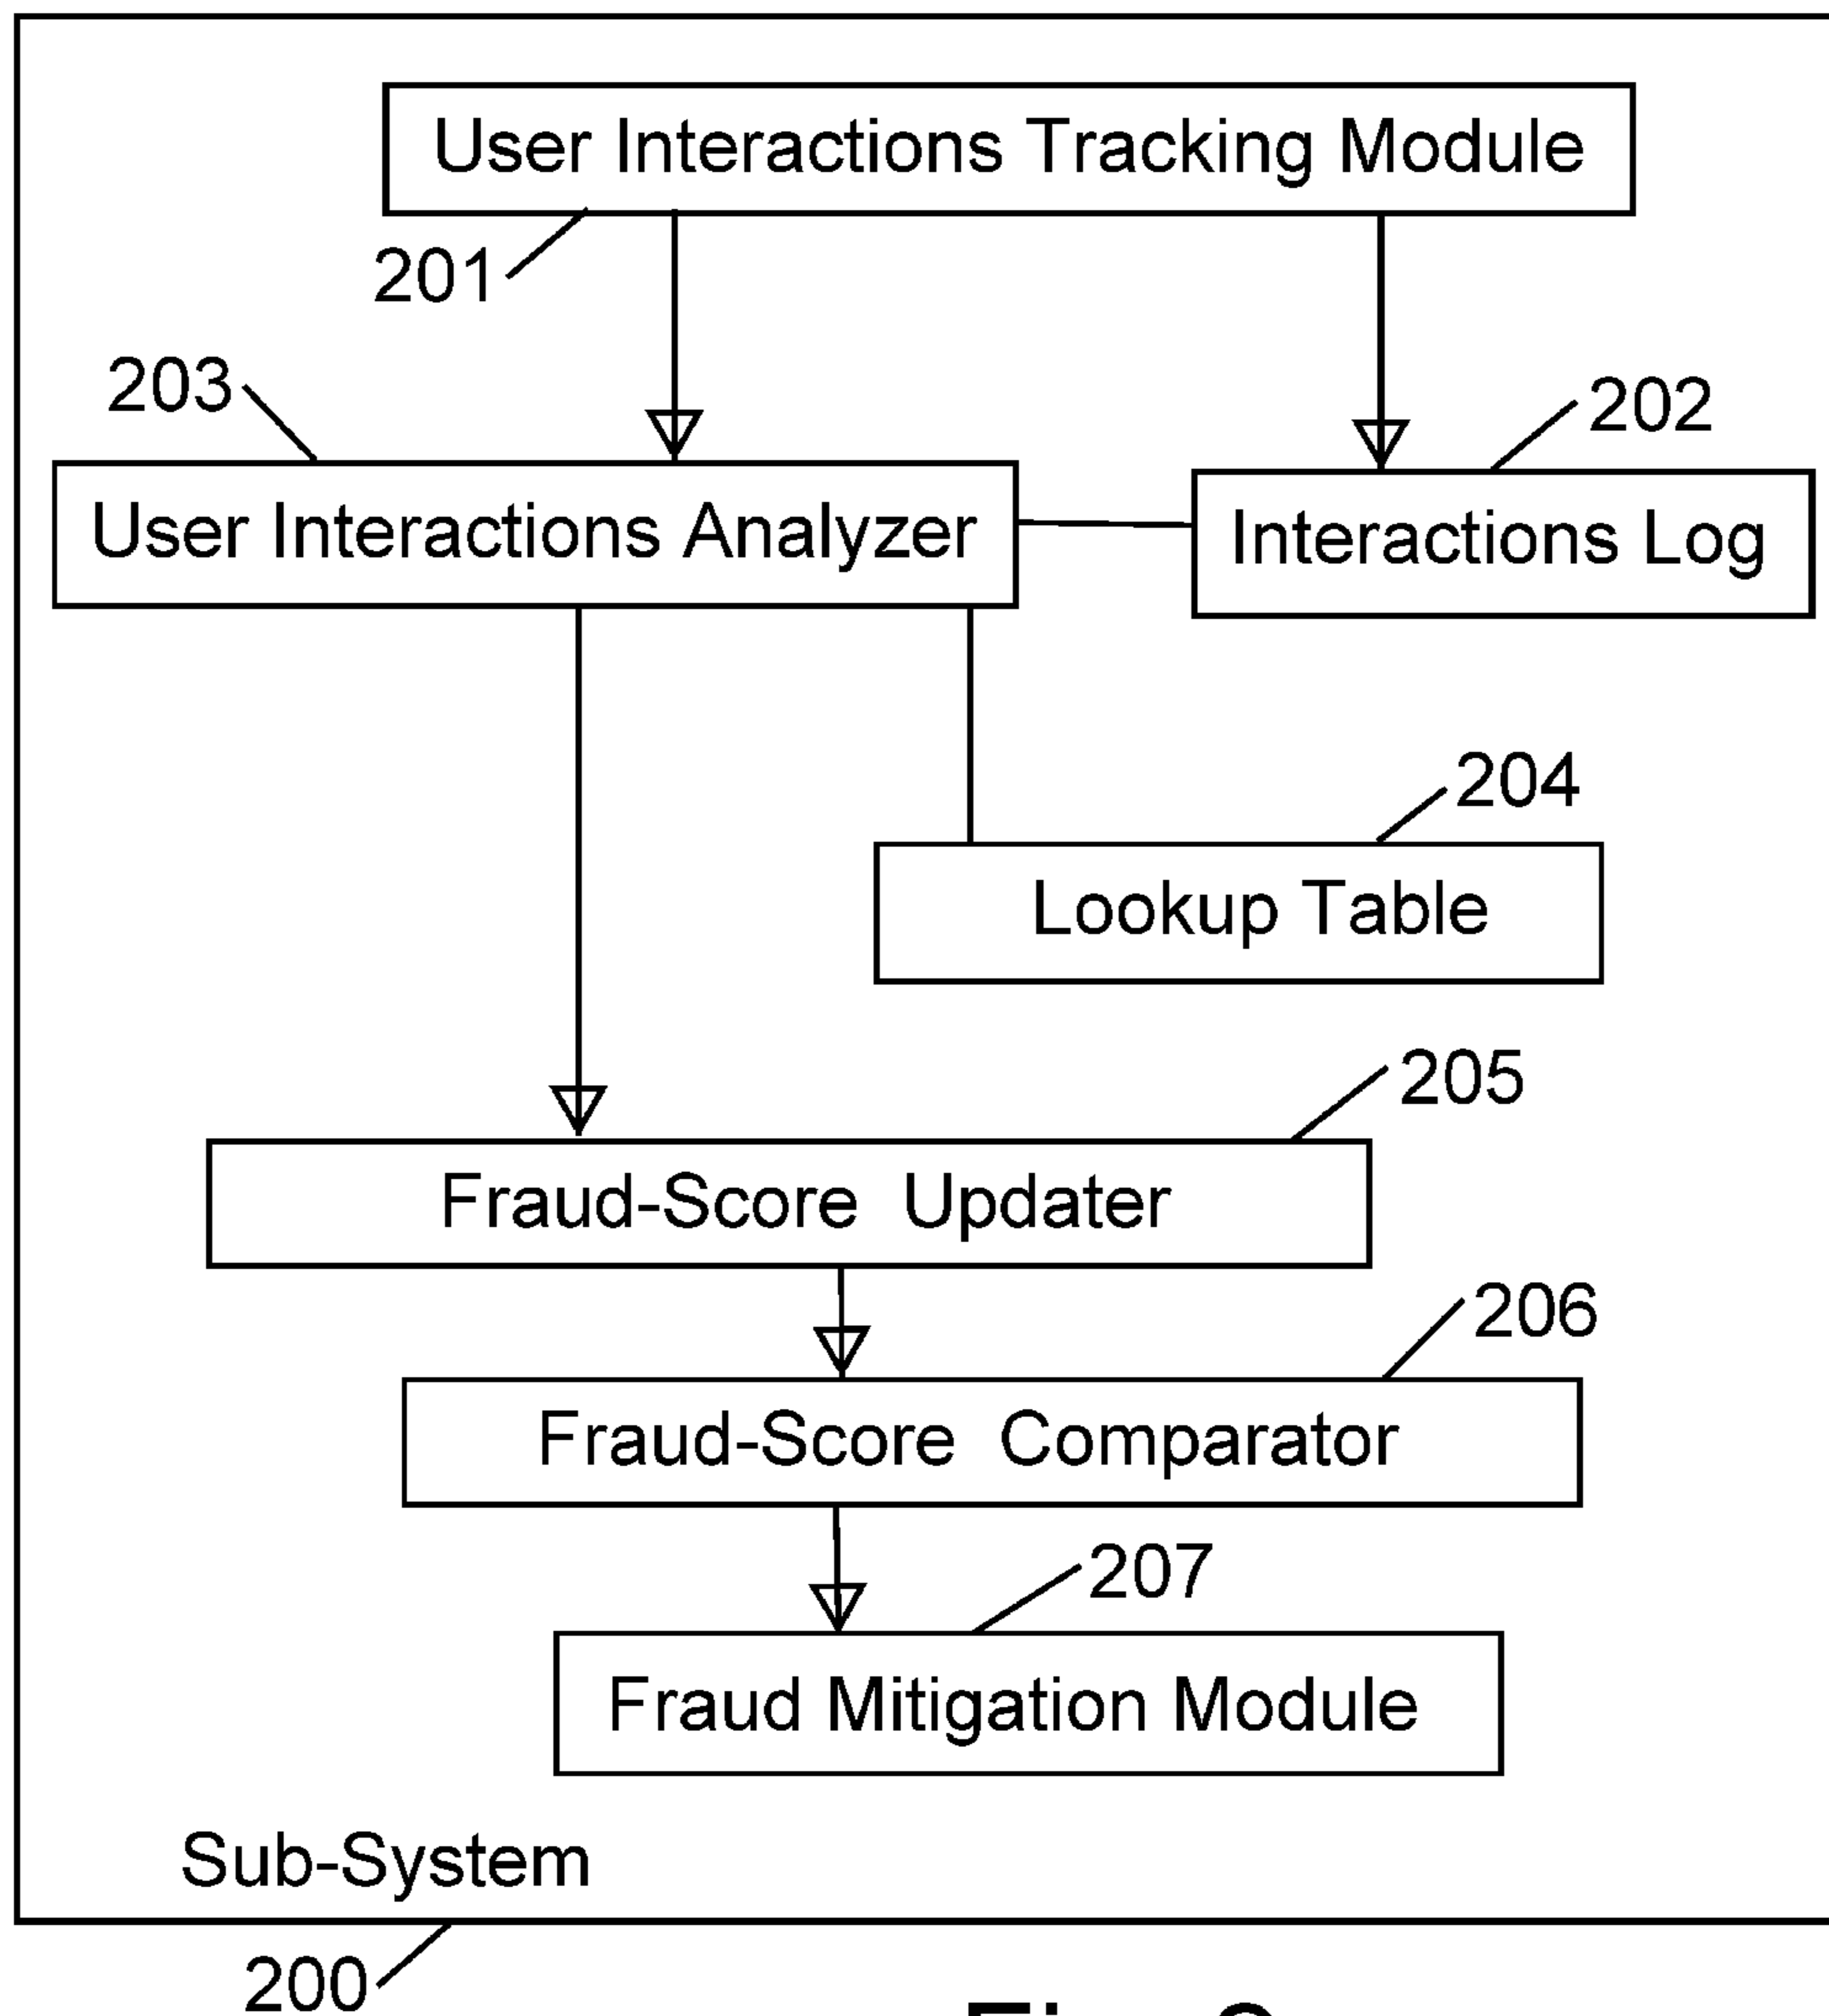 User Interactions Tracking Module
201
203
202
User Interactions Analyzer
Interactions Log
204
Lookup Table
205
Fraud-Score Updater
206
Fraud-Score Comparator
207
Fraud Mitigation Module
Sub-System
200